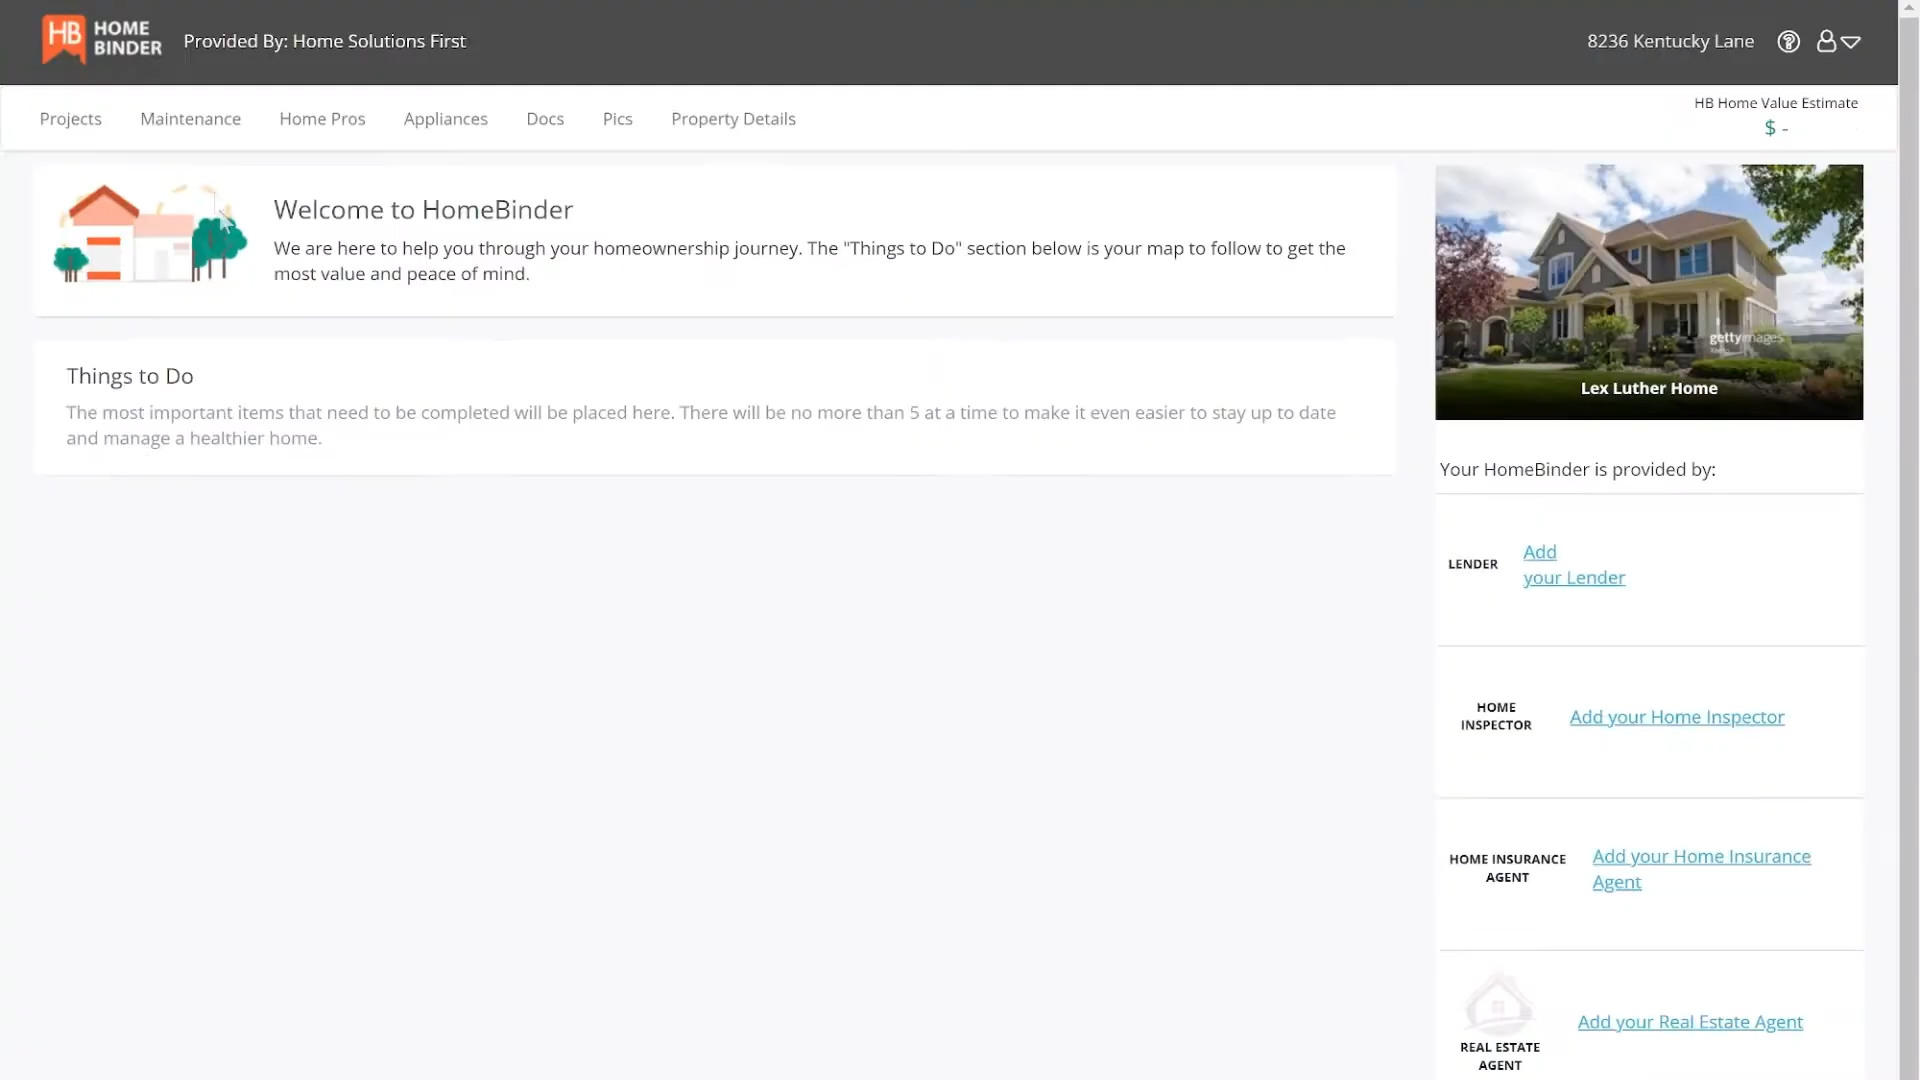 HB HOME
BINDER
Provided By: Home Solutions First
8236 Kentucky Lane
Projects
Maintenance
Home Pros
Appliances
Docs
Pics
Property Details
HB Home Value Estimate
$ -
Welcome to HomeBinder
We are here to help you through your homeownership journey. The "Things to Do" section below is your map to follow to get the
most value and peace of mind.
Things to Do
The most important items that need to be completed will be placed here. There will be no more than 5 at a time to make it even easier to stay up to date
and manage a healthier home.
gettyimages
Lex Luther Home
Your HomeBinder is provided by:
LENDER
Add
your Lender
HOME
INSPECTOR
Add your Home Inspector
HOME INSURANCE
AGENT
Add your Home Insurance
Agent
REAL ESTATE
AGENT
Add your Real Estate Agent